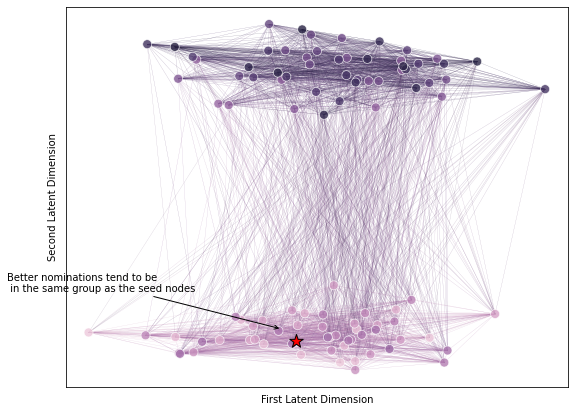 Second Latent Dimension
Better nominations tend to be
in the same group as the seed nodes
First Latent Dimension